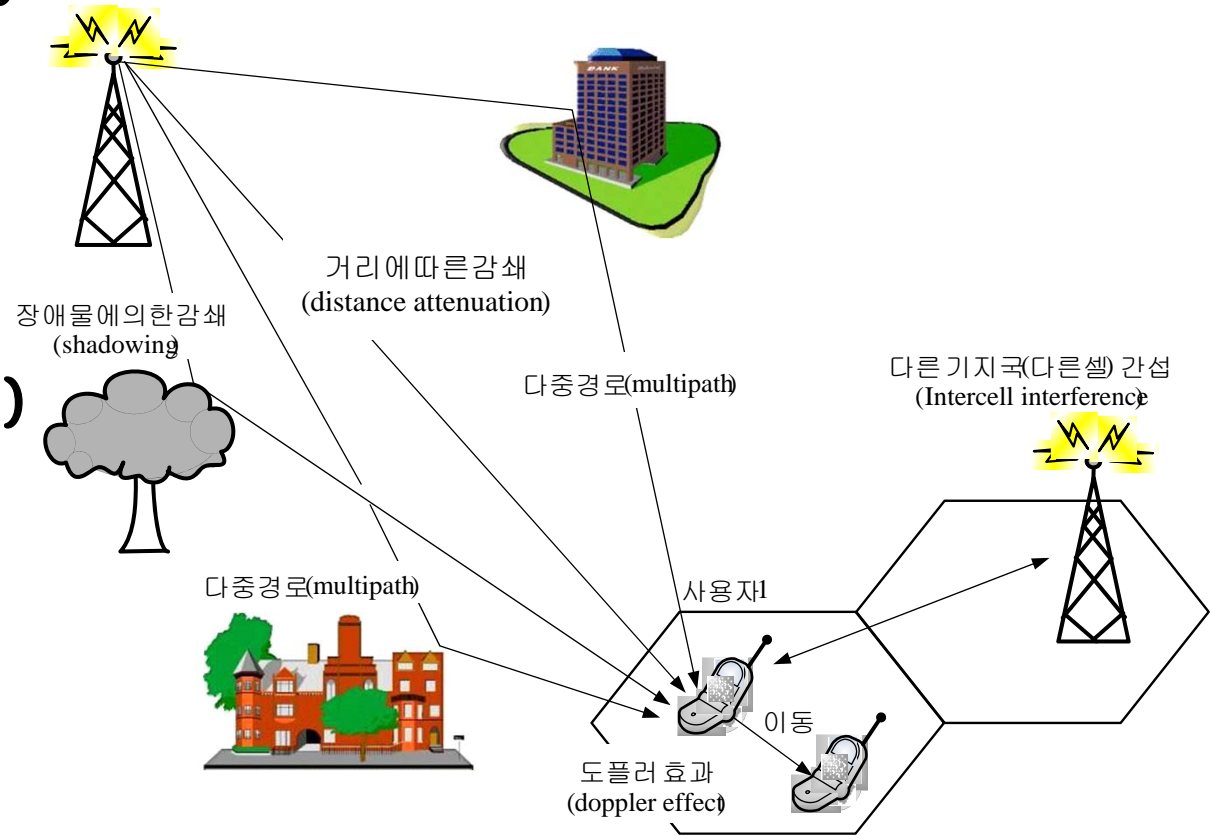 BANK
거리에따른감쇄
(distance attenuation)
장애물에의한감쇄
(shadowing
다중경로(multipath)
다른 기지국(다른셀) 간섭
(Intercell interference
)
다중경로(multipath)
사용자1
이동
도플러 효과
(doppler effect)